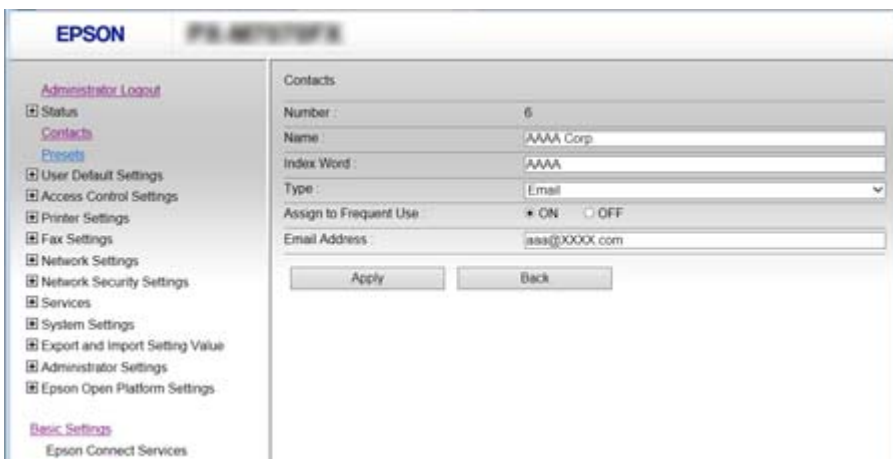 EPSON
Administrator Logout
Status
Contacts
Presets
User Default Settings
Access Control Settings
Printer Settings
Fax Settings
Network Settings
Network Security Settings
Services
System Settings
Export and Import Setting Value
Administrator Settings
Epson Open Platform Settings
Basic Settings
Epson Connect Services
Contacts
Number : 6
Name : AAAA Corp
Index Word : AAAA
Type : Email
Assign to Frequent Use : ON OFF
Email Address : aaa@XXXX.com
Apply Back